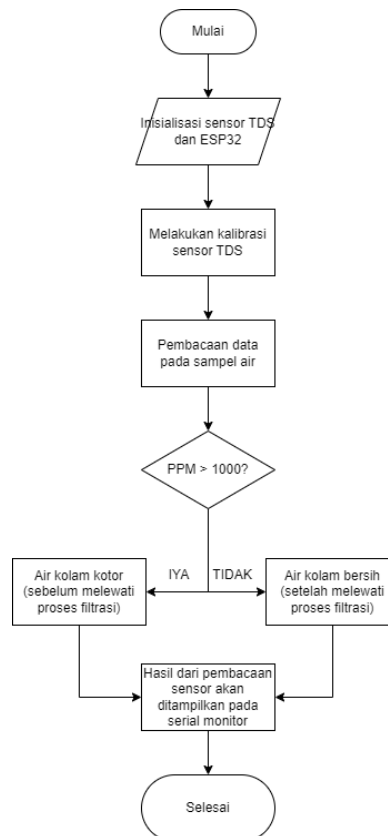 Mulai
Inisialisasi sensor TDS
dan ESP32
Melakukan kalibrasi
sensor TDS
Pembacaan data
pada sampel air
PPM > 1000?
IYA
TIDAK
Air kolam kotor
(sebelum melewati
proses filtrasi)
Air kolam bersih
(setelah melewati
proses filtrasi)
Hasil dari pembacaan
sensor akan
ditampilkan pada
serial monitor
Selesai